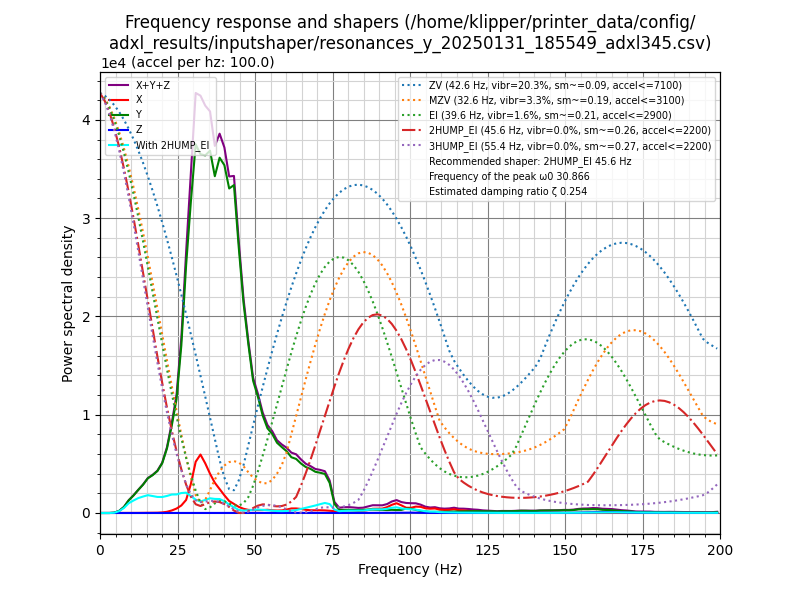 Frequency response and shapers (/home/klipper/printer_data/config/
adxl_results/inputshaper/resonances_y_20250131_185549_adxl345.csv)
1e4 (accel per hz: 100.0)
X+Y+Z
X
Y
Z
With 2HUMP_EI
ZV (42.6 Hz, vibr=20.3%, sm~=0.09, accel<=7100)
MZV (32.6 Hz, vibr=3.3%, sm~=0.19, accel<=3100)
EI (39.6 Hz, vibr=1.6%, sm~=0.21, accel<=2900)
2HUMP_EI (45.6 Hz, vibr=0.0%, sm~=0.26, accel<=2200)
3HUMP_EI (55.4 Hz, vibr=0.0%, sm~=0.27, accel<=2200)
Recommended shaper: 2HUMP_EI 45.6 Hz
Frequency of the peak ω0 30.866
Estimated damping ratio ζ 0.254
Power spectral density
4
3
2
1
0
0 25 50 75 100 125 150 175 200
Frequency (Hz)